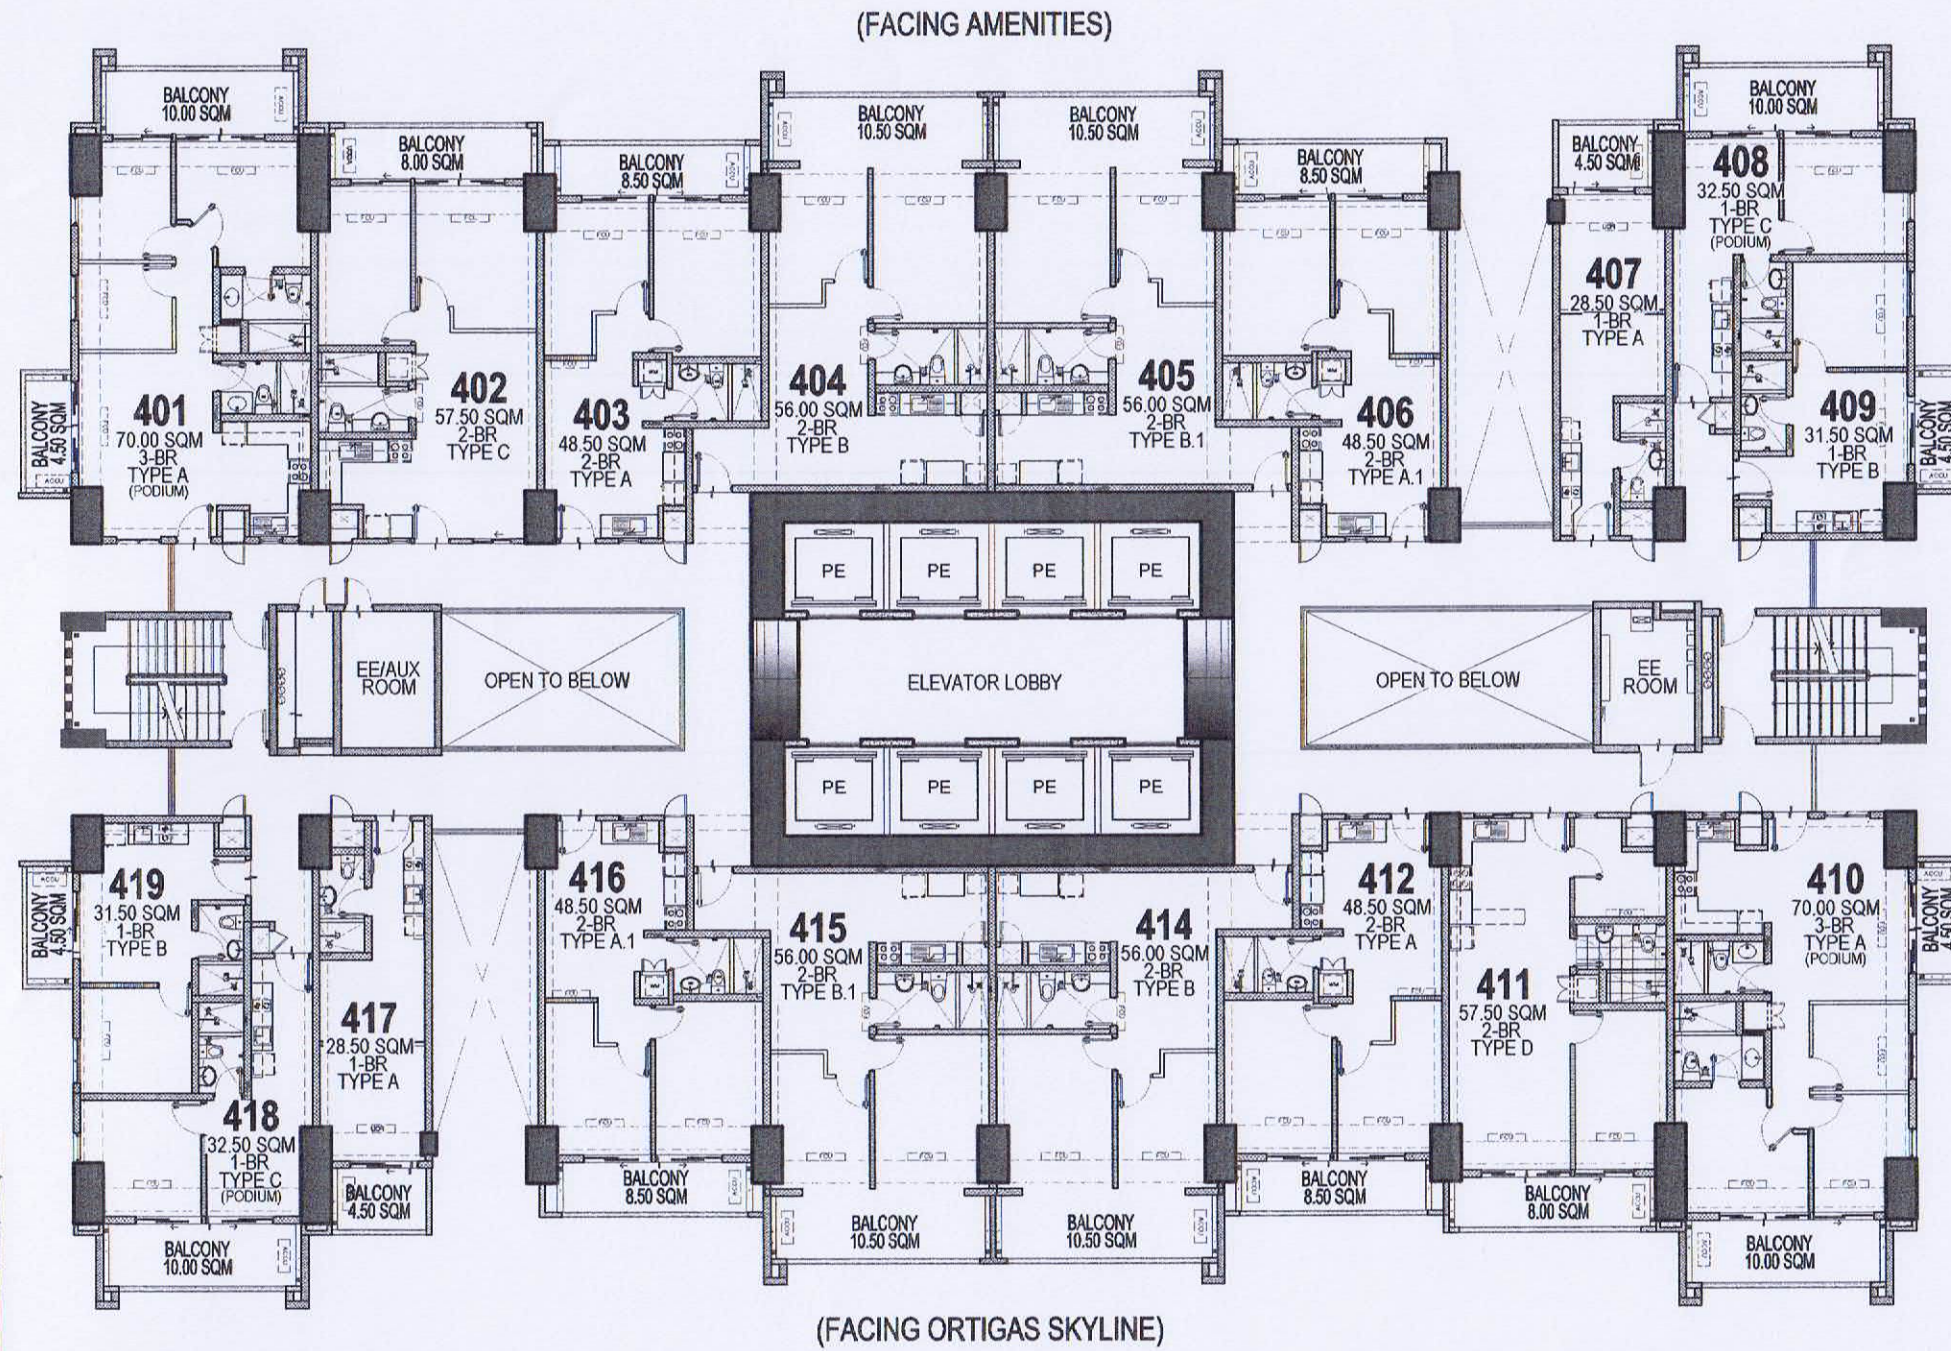 (FACING AMENITIES)
BALCONY
10.00 SQM
BALCONY
8.00 SQM
BALCONY
8.50 SQM
BALCONY
10.50 SQM
BALCONY
10.50 SQM
BALCONY
8.50 SQM
BALCONY
4.50 SQM
BALCONY
10.00 SQM
401
70.00 SQM
3-BR
TYPE A
(PODIUM)
BALCONY
4.50 SQM
ACCU
402
57.50 SQM
2-BR
TYPE C
403
48.50 SQM
2-BR
TYPE A
404
56.00 SQM
2-BR
TYPE B
405
56.00 SQM
2-BR
TYPE B.1
406
48.50 SQM
2-BR
TYPE A.1
407
28.50 SQM
1-BR
TYPE A
408
32.50 SQM
1-BR
TYPE C
(PODIUM)
409
31.50 SQM
1-BR
TYPE B
BALCONY
4.50 SQM
PE
PE
PE
PE
EE/AUX
ROOM
OPEN TO BELOW
ELEVATOR LOBBY
OPEN TO BELOW
EE
ROOM
PE
PE
PE
PE
419
31.50 SQM
1-BR
TYPE B
BALCONY
4.50 SQM
ACCU
418
32.50 SQM
1-BR
TYPE C
(PODIUM)
417
28.50 SQM
1-BR
TYPE A
416
48.50 SQM
2-BR
TYPE A.1
415
56.00 SQM
2-BR
TYPE B.1
414
56.00 SQM
2-BR
TYPE B
412
48.50 SQM
2-BR
TYPE A
411
57.50 SQM
2-BR
TYPE D
410
70.00 SQM
3-BR
TYPE A
(PODIUM)
ACCU
BALCONY
4.50 SQM
BALCONY
10.00 SQM
BALCONY
4.50 SQM
BALCONY
8.50 SQM
BALCONY
10.50 SQM
BALCONY
10.50 SQM
BALCONY
8.50 SQM
BALCONY
8.00 SQM
BALCONY
10.00 SQM
(FACING ORTIGAS SKYLINE)